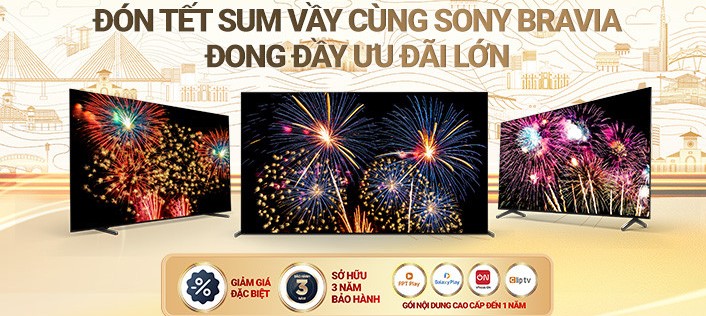 ĐÓN TẾT SUM VẦY CÙNG SONY BRAVIA
ĐONG ĐẦY ƯU ĐÃI LỚN
GIẢM GIÁ
ĐẶC BIỆT
3
NĂM
SỞ HỮU
3 NĂM
BẢO HÀNH
FPT Play
Galaxy Play
ON
Clip tv
GÓI NỘI DUNG CAO CẤP ĐẾN 1 NĂM